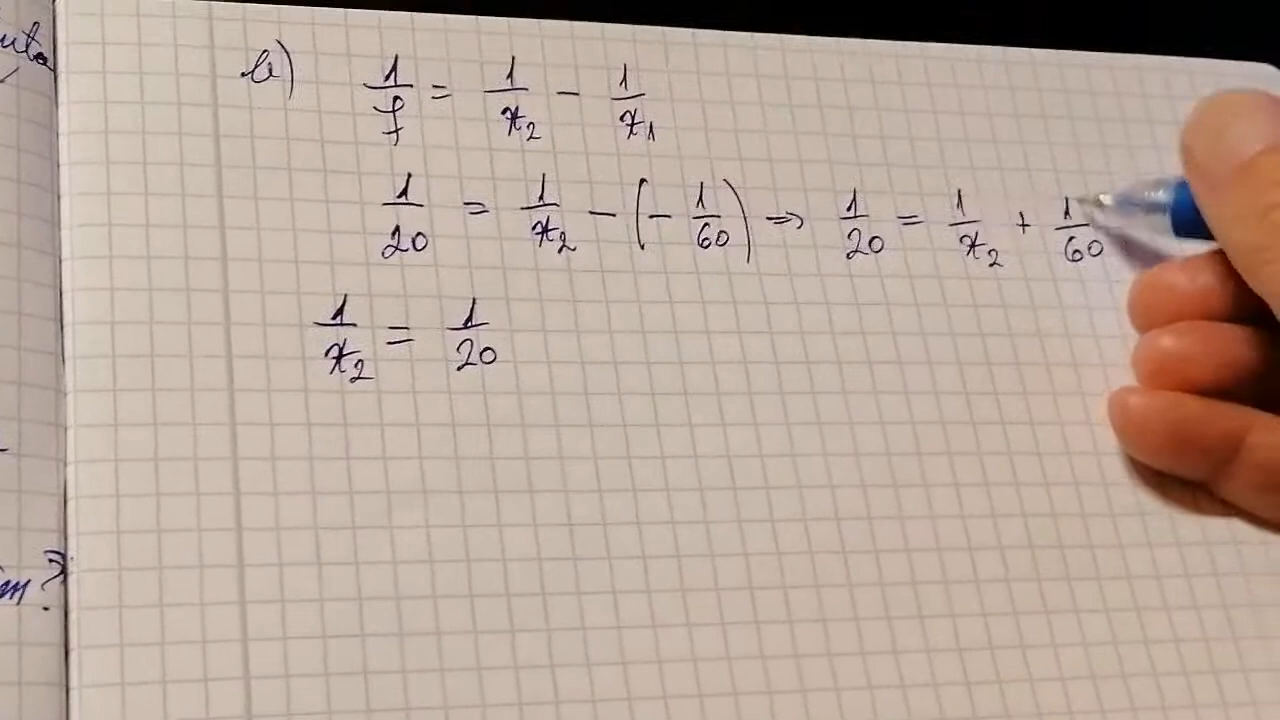 b) 1/f = 1/x₂ - 1/x₁
1/20 = 1/x₂ - (- 1/60) => 1/20 = 1/x₂ + 1/60
1/x₂ = 1/20
m?